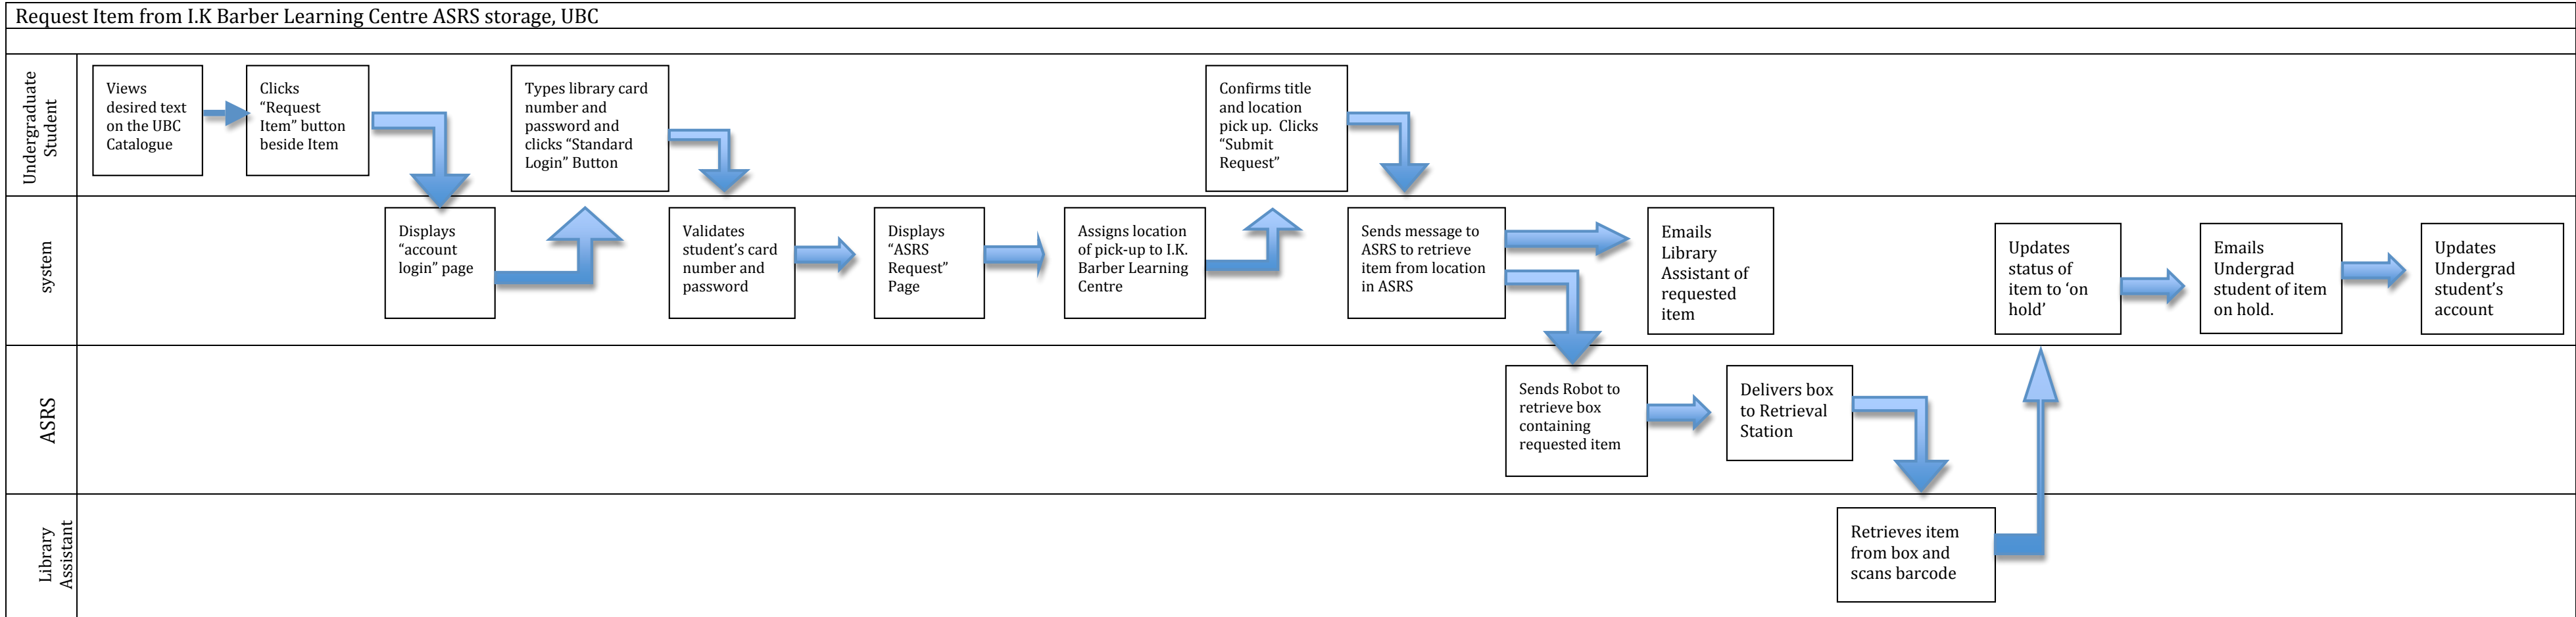 Request Item from I.K Barber Learning Centre ASRS storage, UBC
Undergraduate
Student
Views
desired text
on the UBC
Catalogue
Clicks
“Request
Item” button
beside Item
Types library card
number and
password and
clicks “Standard
Login” Button
Confirms title
and location
pick up.  Clicks
“Submit
Request”
system
Displays
“account
login” page
Validates
student’s card
number and
password
Displays
“ASRS
Request”
Page
Assigns location
of pick-up to I.K.
Barber Learning
Centre
Sends message to
ASRS to retrieve
item from location
in ASRS
Emails
Library
Assistant of
requested
item
Updates
status of
item to ‘on
hold’
Emails
Undergrad
student of item
on hold.
Updates
Undergrad
student’s
account
ASRS
Sends Robot to
retrieve box
containing
requested item
Delivers box
to Retrieval
Station
Library
Assistant
Retrieves item
from box and
scans barcode